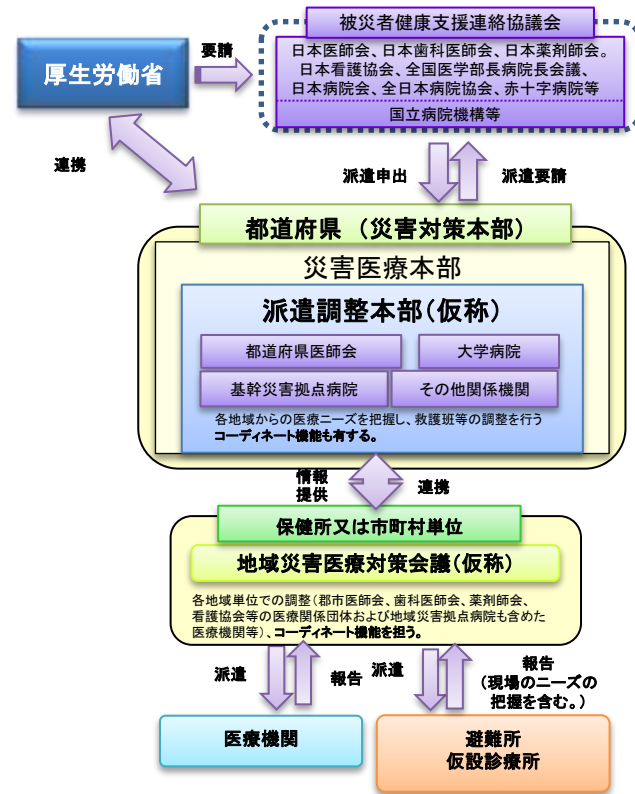 被災者健康支援連絡協議会
厚生労働省
要請
日本医師会、日本歯科医師会、日本薬剤師会。
日本看護協会、全国医学部長病院長会議、
日本病院会、全日本病院協会、赤十字病院等
国立病院機構等
連携
派遣申出
派遣要請
都道府県 （災害対策本部）
災害医療本部
派遣調整本部（仮称）
都道府県医師会
大学病院
基幹災害拠点病院
その他関係機関
各地域からの医療ニーズを把握し、救護班等の調整を行う
コーディネート機能も有する。
情報
提供
連携
保健所又は市町村単位
地域災害医療対策会議（仮称）
各地域単位での調整（郡市医師会、歯科医師会、薬剤師会、
看護協会等の医療関係団体および地域災害拠点病院も含めた
医療機関等）、コーディネート機能を担う。
派遣
報告
派遣
報告
（現場のニーズの
把握を含む。）
医療機関
避難所
仮設診療所